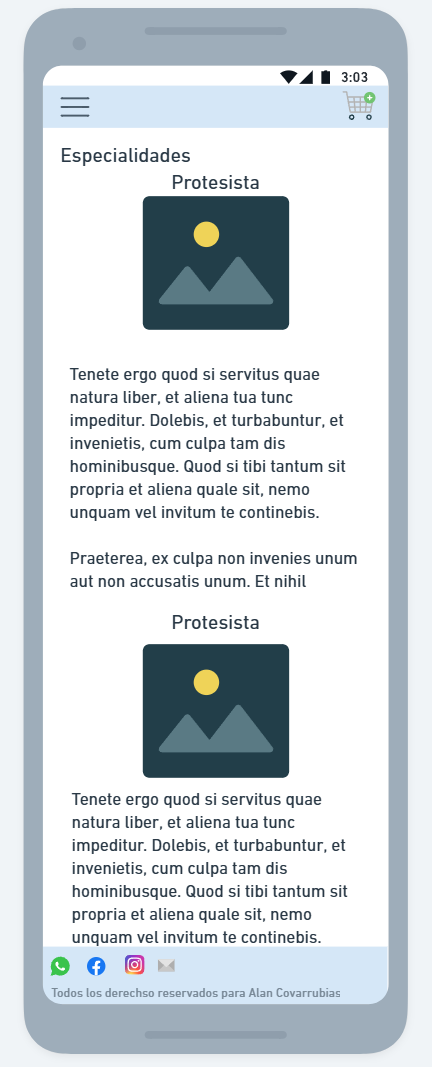 3:03
Especialidades
Protesista
Tenete ergo quod si servitus quae
natura liber, et aliena tua tunc
impeditur. Dolebis, et turbabuntur, et
invenietis, cum culpa tam dis
hominibusque. Quod si tibi tantum sit
propria et aliena quale sit, nemo
unquam vel invitum te continebis.
Praeterea, ex culpa non invenies unum
aut non accusatis unum. Et nihil
Protesista
Tenete ergo quod si servitus quae
natura liber, et aliena tua tunc
impeditur. Dolebis, et turbabuntur, et
invenietis, cum culpa tam dis
hominibusque. Quod si tibi tantum sit
propria et aliena quale sit, nemo
unquam vel invitum te continebis.
Todos los derechso reservados para Alan Covarrubias